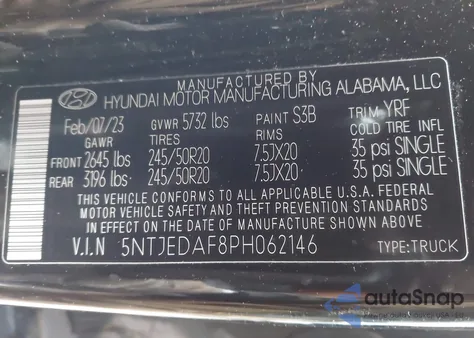 MANUFACTURED BY
HYUNDAI MOTOR MANUFACTURING ALABAMA, LLC
Feb/07/23 GVWR 5732 lbs PAINT S3B TRIM YRF
GAWR TIRES RIMS COLD TIRE INFL
FRONT 2645 lbs 245/50R20 7.5JX20 35 psi SINGLE
REAR 3196 lbs 245/50R20 7.5JX20 35 psi SINGLE
THIS VEHICLE CONFORMS TO ALL APPLICABLE U.S.A. FEDERAL
MOTOR VEHICLE SAFETY AND THEFT PREVENTION STANDARDS
IN EFFECT ON THE DATE OF MANUFACTURE SHOWN ABOVE
V.I.N 5NTJEDAF8PH062146 TYPE:TRUCK
autoSnap